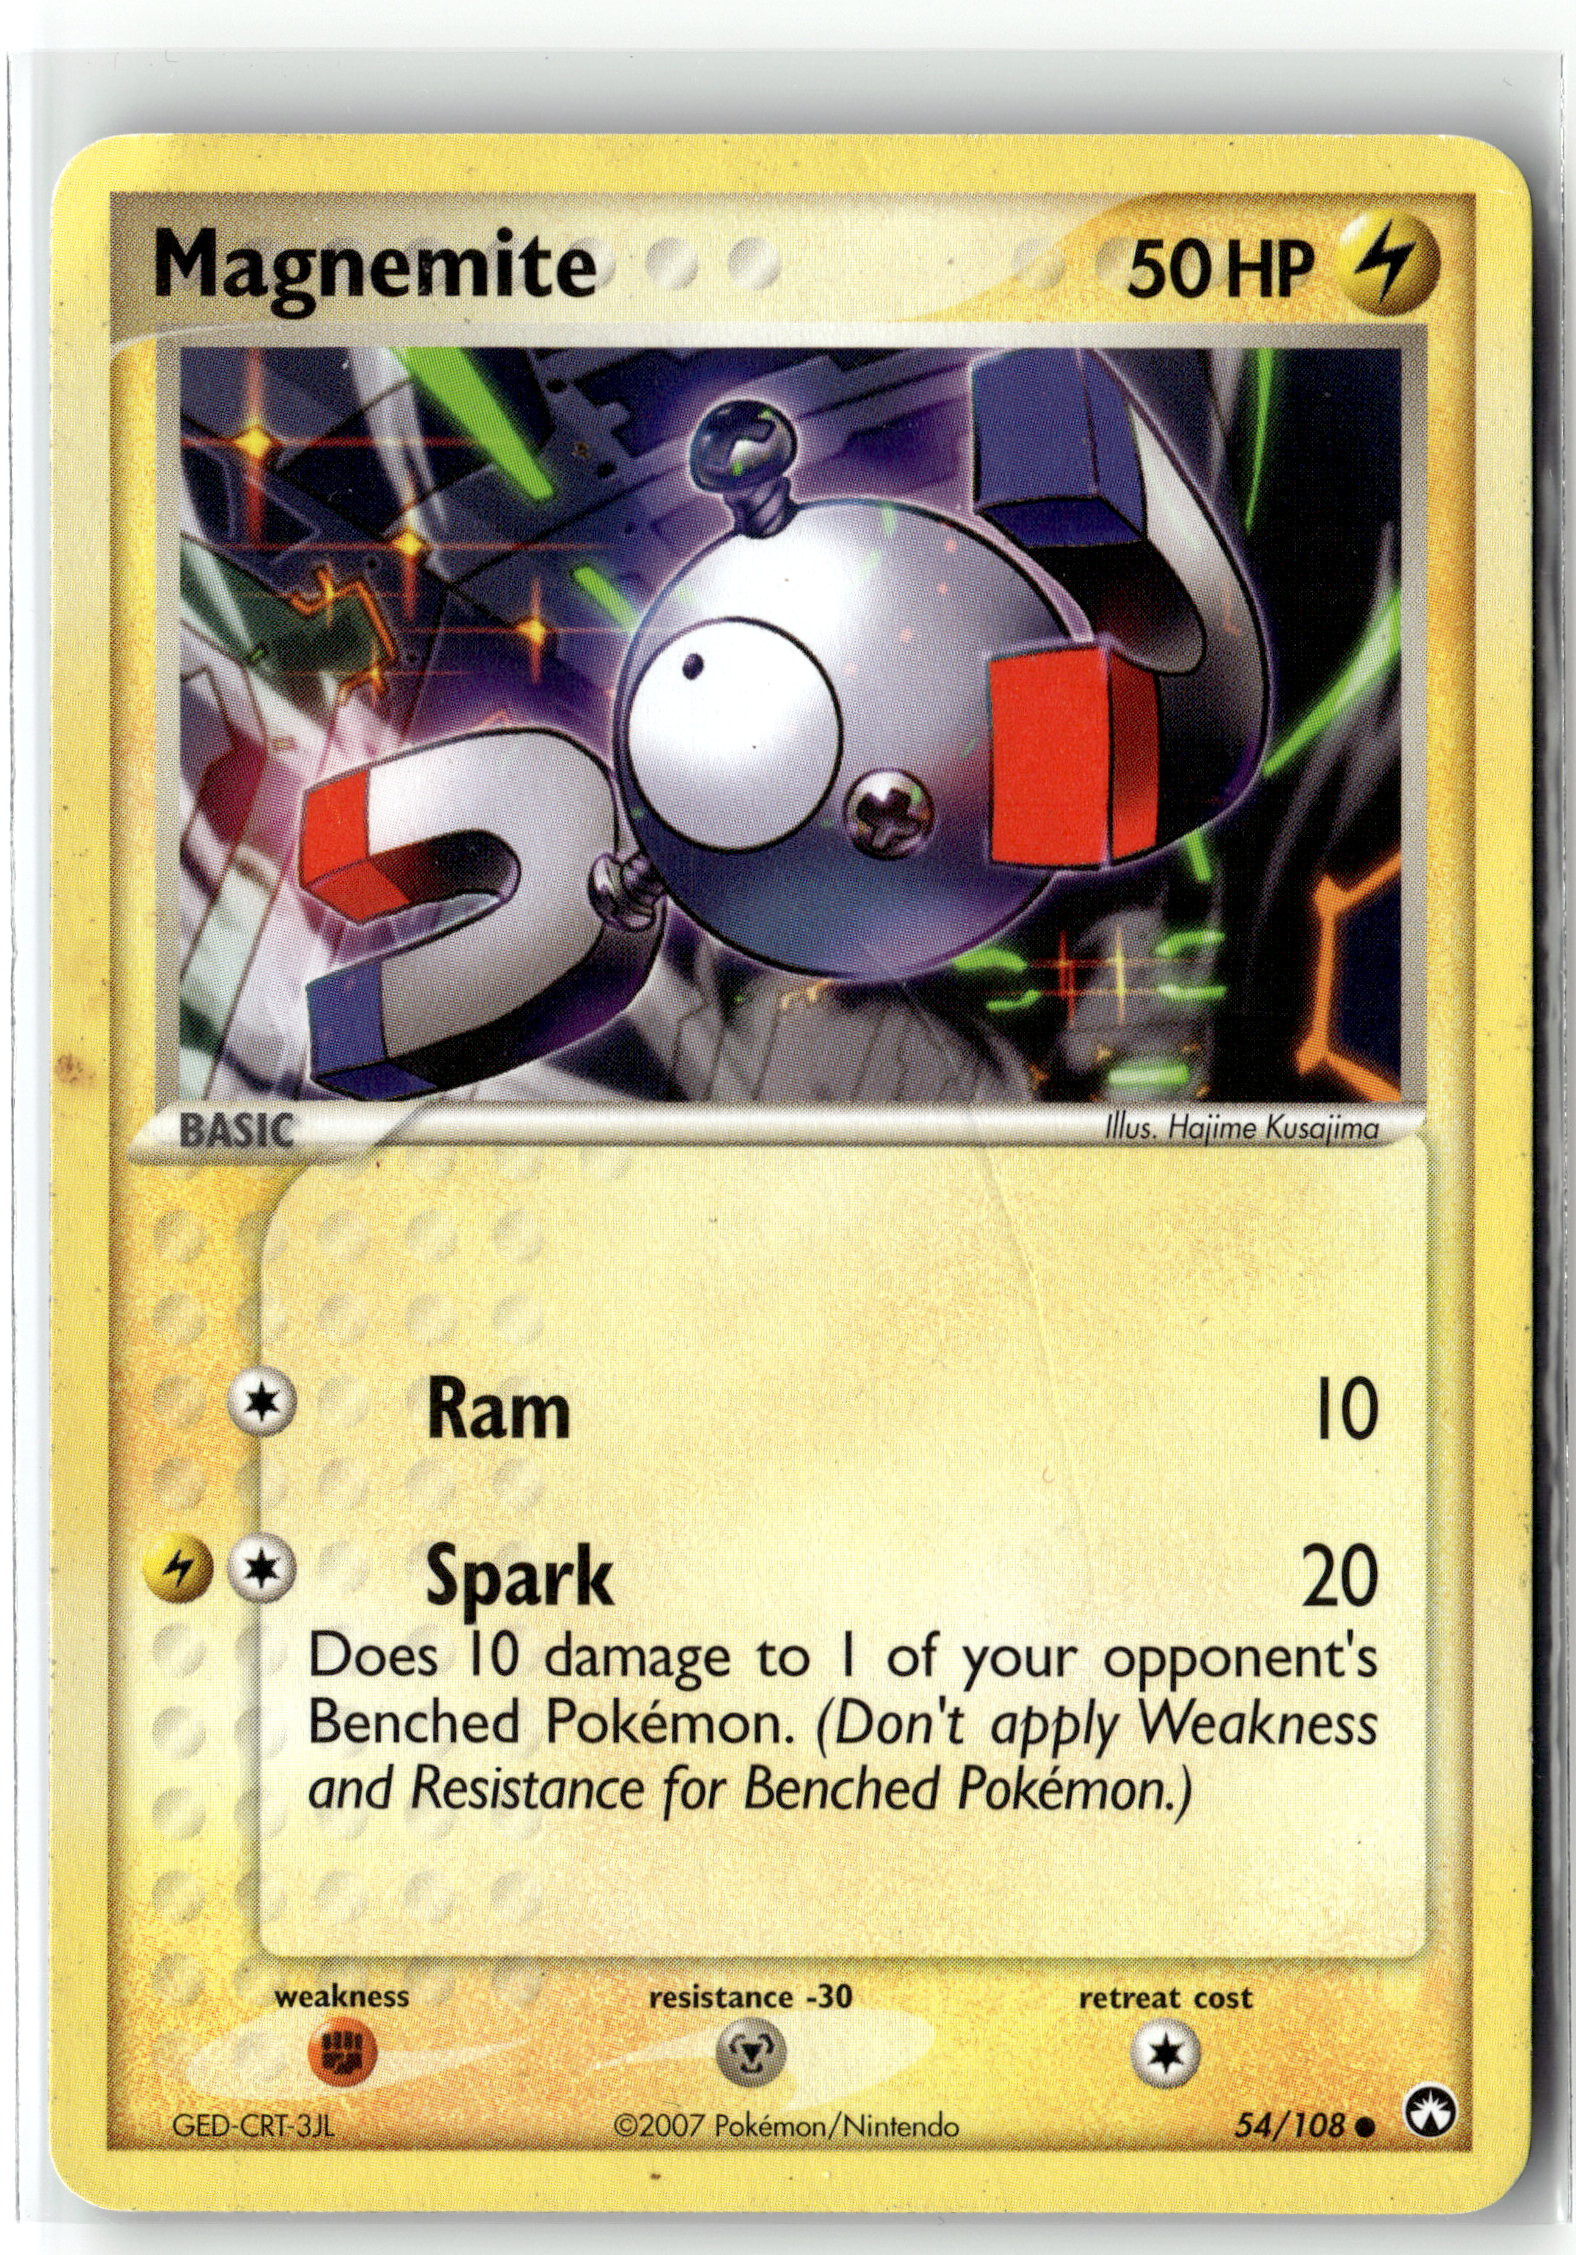 Magnemite 50 HP
BASIC Illus. Hajime Kusajima
Ram 10
Spark 20
Does 10 damage to 1 of your opponent's
Benched Pokémon. (Don't apply Weakness
and Resistance for Benched Pokémon.)
weakness resistance -30 retreat cost
GED-CRT-3JL ©2007 Pokémon/Nintendo 54/108